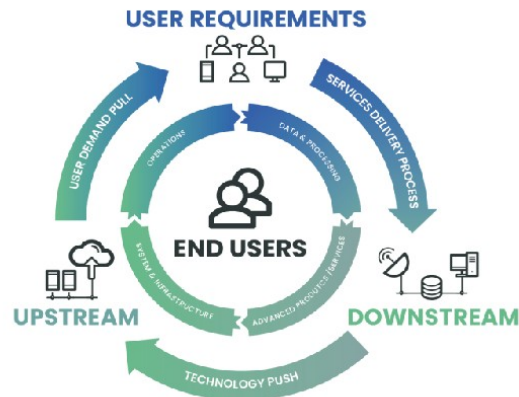 USER REQUIREMENTS
USER DEMAND PULL
SERVICES DELIVERY PROCESS
OPERATIONS
DATA & PROCESSING
END USERS
SYSTEM & INFRASTRUCTURE
ADVANCED PRODUCTS /SERVICES
UPSTREAM
DOWNSTREAM
TECHNOLOGY PUSH